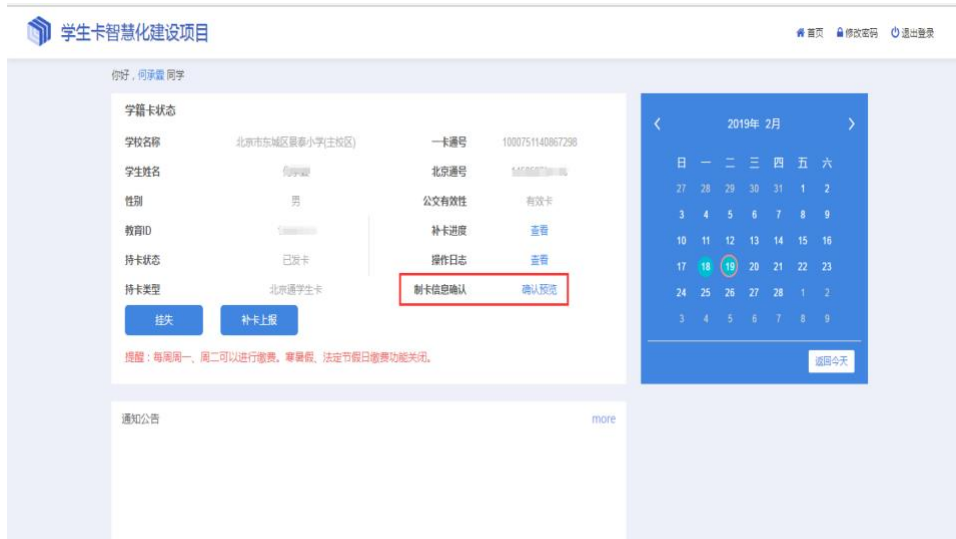 学生卡智慧化建设项目
首页 修改密码 退出登录
你好，何承霖 同学
学籍卡状态
学校名称 北京市东城区景泰小学(主校区) 一卡通号 1000751140867298
学生姓名 北京通号
性别 男 公交有效性 有效卡
教育ID 补卡进度 查看
持卡状态 已发卡 操作日志 查看
持卡类型 北京通学生卡 制卡信息确认 确认预览
挂失 补卡上报
提醒：每周周一、周二可以进行缴费。寒暑假、法定节假日缴费功能关闭。
2019年 2月
日 一 二 三 四 五 六
27 28 29 30 31 1 2
3 4 5 6 7 8 9
10 11 12 13 14 15 16
17 18 19 20 21 22 23
24 25 26 27 28 1 2
3 4 5 6 7 8 9
返回今天
通知公告 more